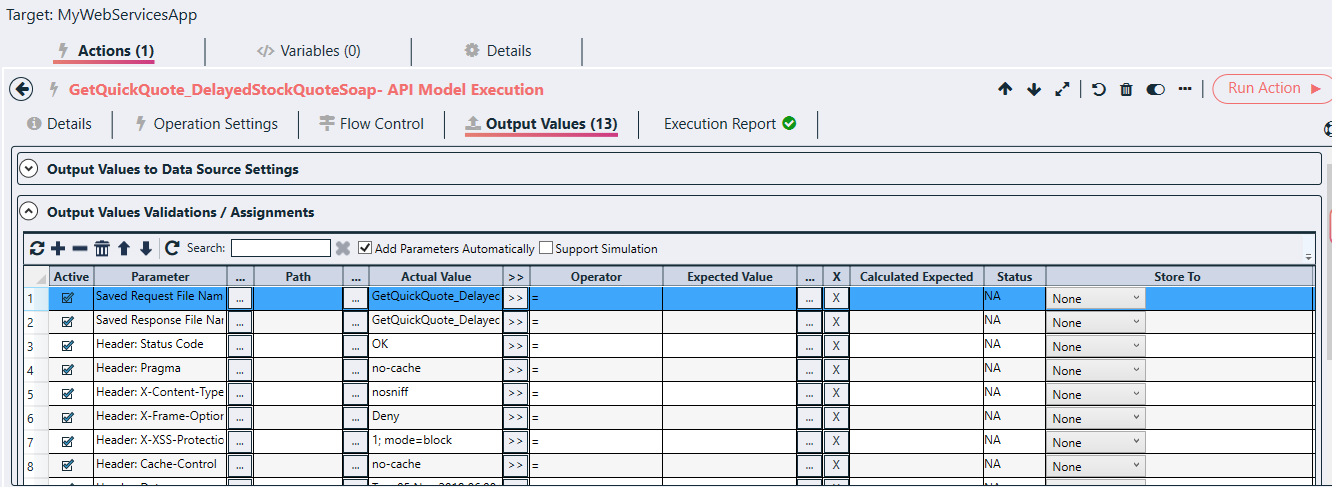 Target: MyWebServicesApp
Actions (1) Variables (0) Details
GetQuickQuote_DelayedStockQuoteSoap- API Model Execution Run Action
Details Operation Settings Flow Control Output Values (13) Execution Report
Output Values to Data Source Settings
Output Values Validations / Assignments
Search: Add Parameters Automatically Support Simulation
Active Parameter ... Path ... Actual Value >> Operator Expected Value ... X Calculated Expected Status Store To
1 Saved Request File Nam ... ... GetQuickQuote_Delayec >> = ... X NA None
2 Saved Response File Nar ... ... GetQuickQuote_Delayec >> = ... X NA None
3 Header: Status Code ... ... OK >> = ... X NA None
4 Header: Pragma ... ... no-cache >> = ... X NA None
5 Header: X-Content-Type ... ... nosniff >> = ... X NA None
6 Header: X-Frame-Option ... ... Deny >> = ... X NA None
7 Header: X-XSS-Protectio ... ... 1; mode=block >> = ... X NA None
8 Header: Cache-Control ... ... no-cache >> = ... X NA None